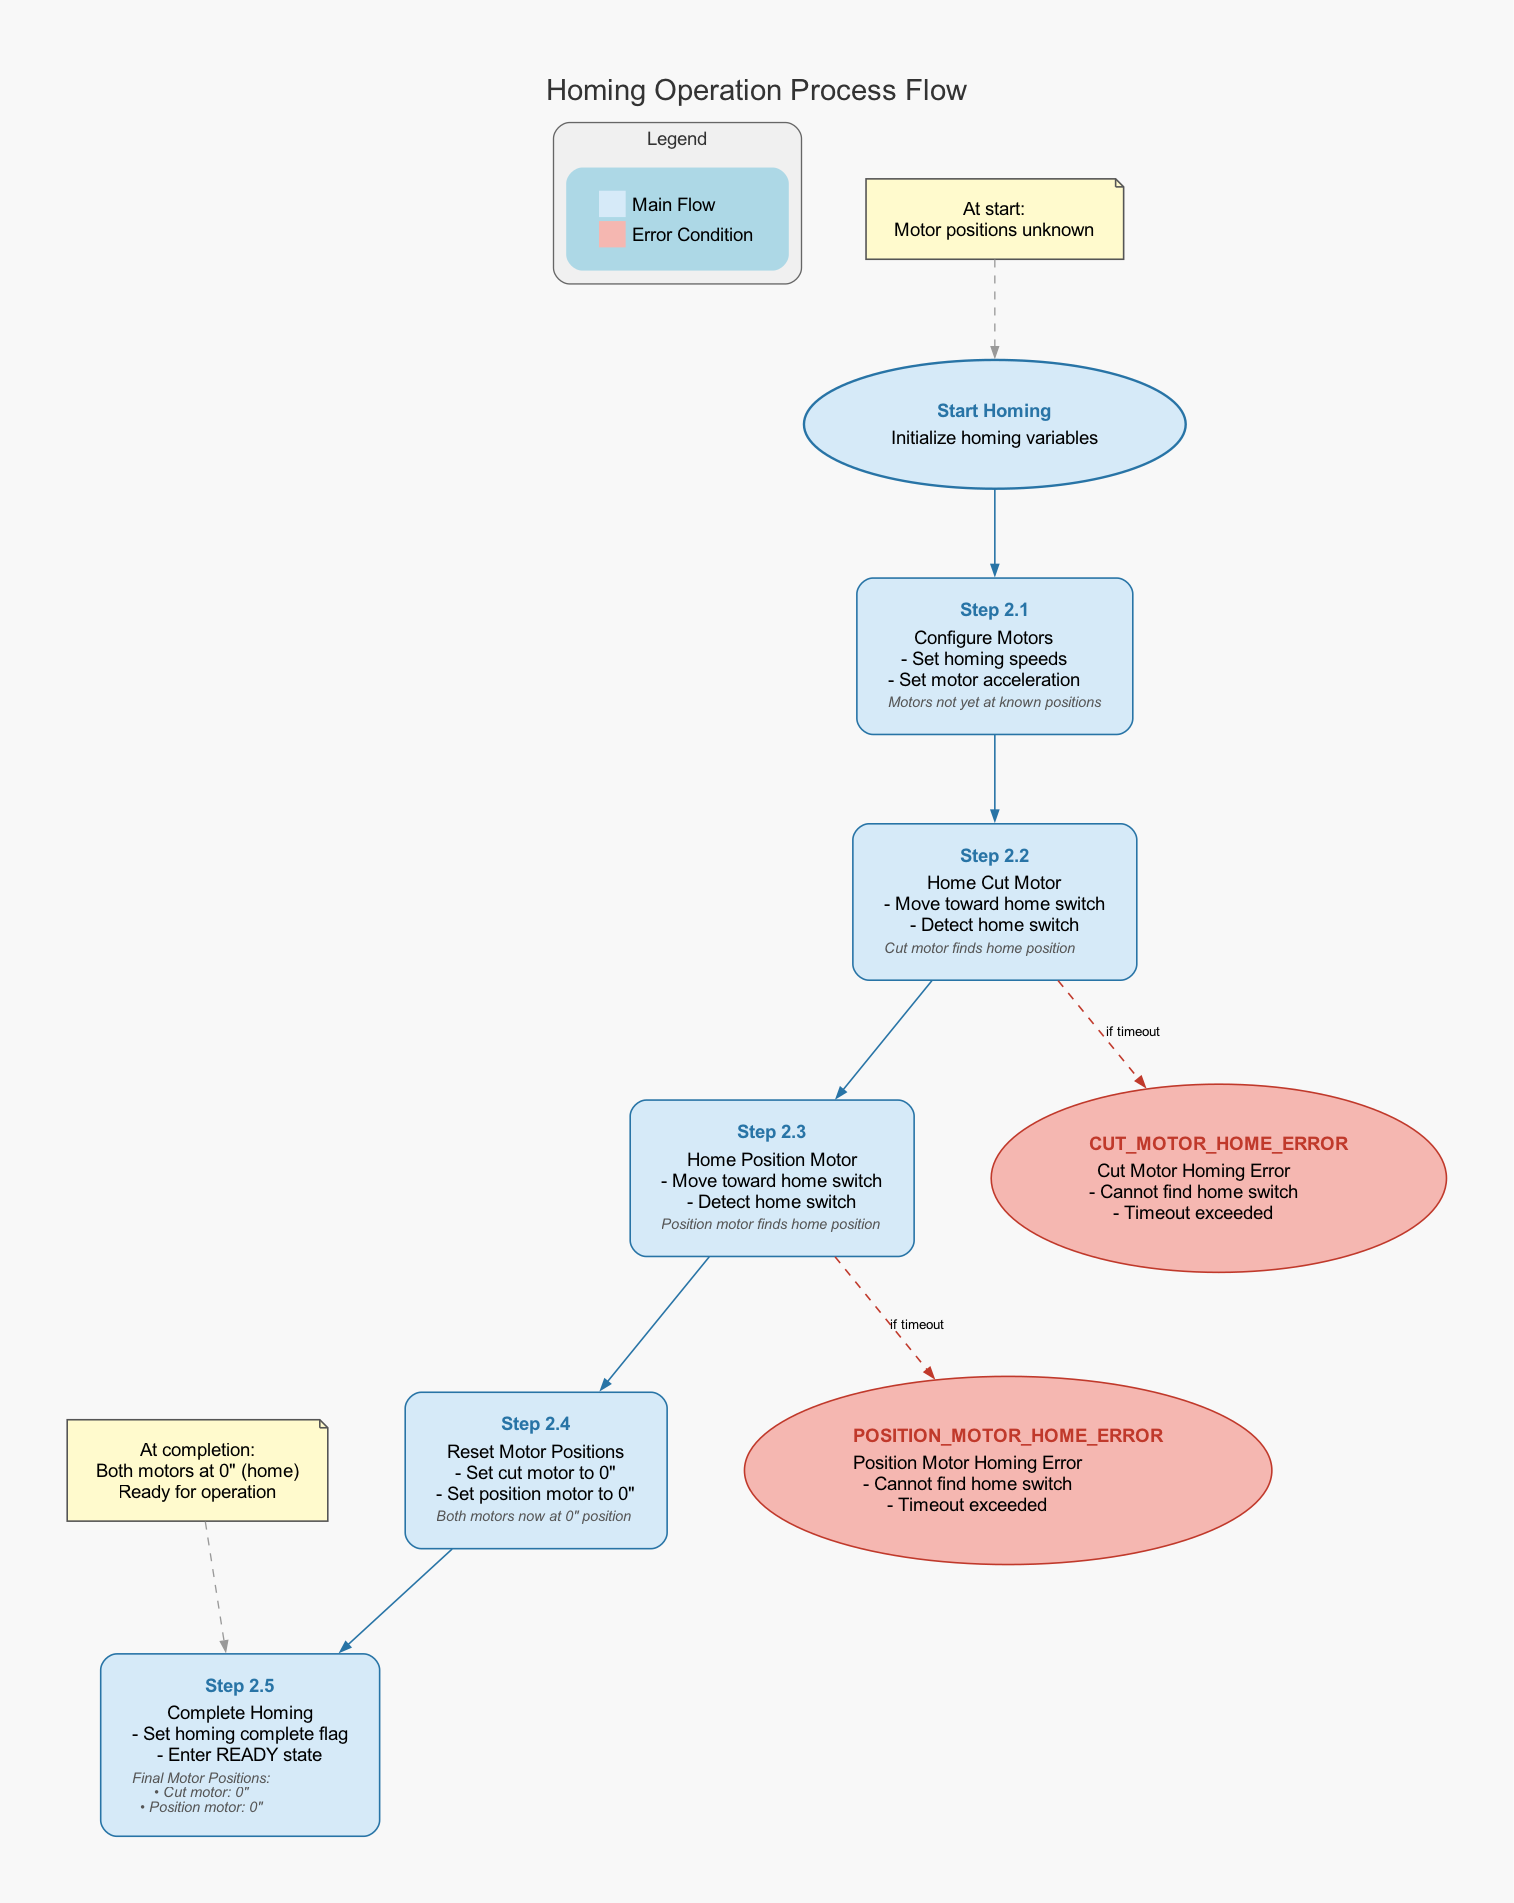 Homing Operation Process Flow
Legend
Main Flow
Error Condition
At start:
Motor positions unknown
Start Homing
Initialize homing variables
Step 2.1
Configure Motors
- Set homing speeds
- Set motor acceleration
Motors not yet at known positions
Step 2.2
Home Cut Motor
- Move toward home switch
- Detect home switch
Cut motor finds home position
if timeout
Step 2.3
Home Position Motor
- Move toward home switch
- Detect home switch
Position motor finds home position
CUT_MOTOR_HOME_ERROR
Cut Motor Homing Error
- Cannot find home switch
- Timeout exceeded
if timeout
At completion:
Both motors at 0" (home)
Ready for operation
Step 2.4
Reset Motor Positions
- Set cut motor to 0"
- Set position motor to 0"
Both motors now at 0" position
POSITION_MOTOR_HOME_ERROR
Position Motor Homing Error
- Cannot find home switch
- Timeout exceeded
Step 2.5
Complete Homing
- Set homing complete flag
- Enter READY state
Final Motor Positions:
• Cut motor: 0"
• Position motor: 0"